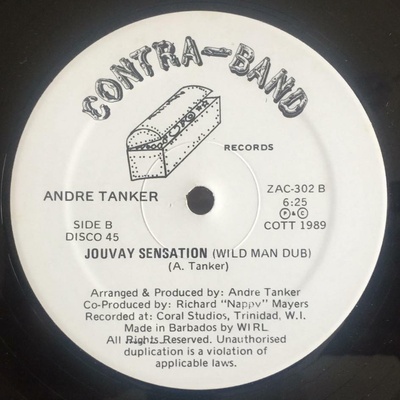 CONTRA-BAND
RECORDS
ANDRE TANKER
ZAC-302 B
6:25
P & C
SIDE B
COTT 1989
DISCO 45
JOUVAY SENSATION (WILD MAN DUB)
(A. Tanker)
Arranged & Produced by: Andre Tanker
Co-Produced by: Richard "Nappy" Mayers
Recorded at: Coral Studios, Trinidad, W.I.
Made in Barbados by WIRL
All Rights Reserved. Unauthorised
duplication is a violation of
applicable laws.